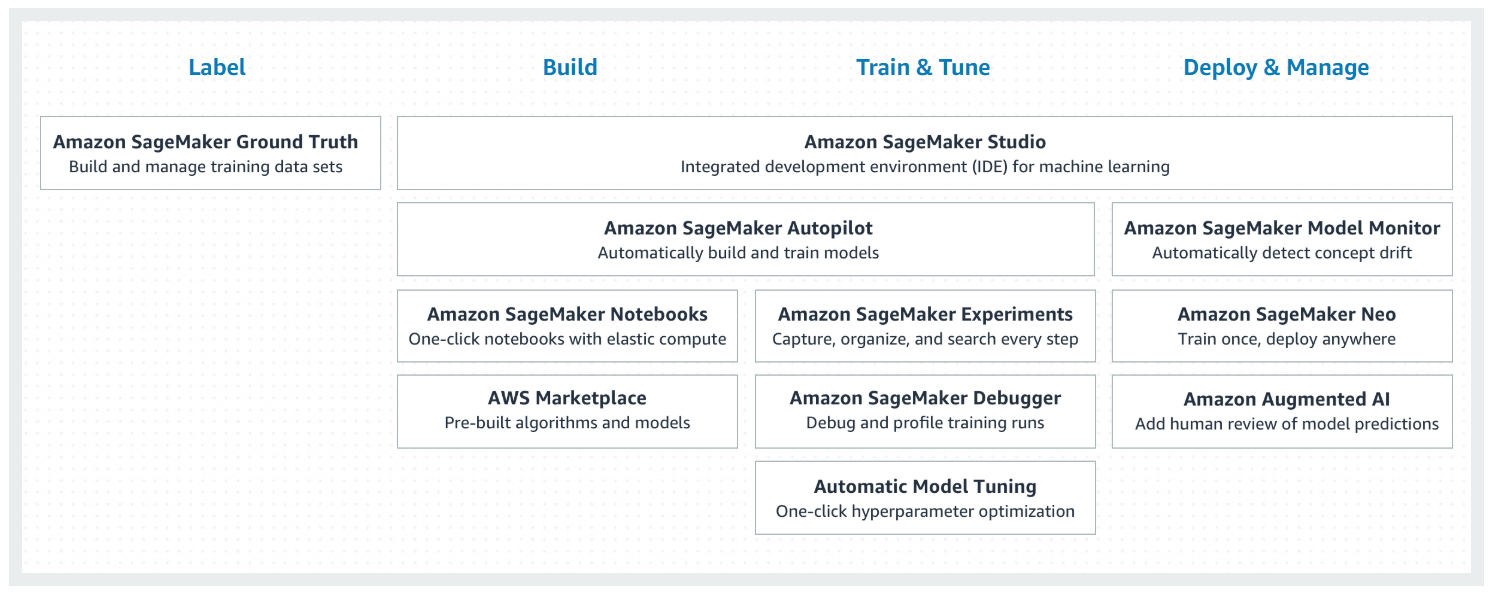 Label
Build
Train & Tune
Deploy & Manage
Amazon SageMaker Ground Truth
Build and manage training data sets
Amazon SageMaker Studio
Integrated development environment (IDE) for machine learning
Amazon SageMaker Autopilot
Automatically build and train models
Amazon SageMaker Model Monitor
Automatically detect concept drift
Amazon SageMaker Notebooks
One-click notebooks with elastic compute
Amazon SageMaker Experiments
Capture, organize, and search every step
Amazon SageMaker Neo
Train once, deploy anywhere
AWS Marketplace
Pre-built algorithms and models
Amazon SageMaker Debugger
Debug and profile training runs
Amazon Augmented AI
Add human review of model predictions
Automatic Model Tuning
One-click hyperparameter optimization